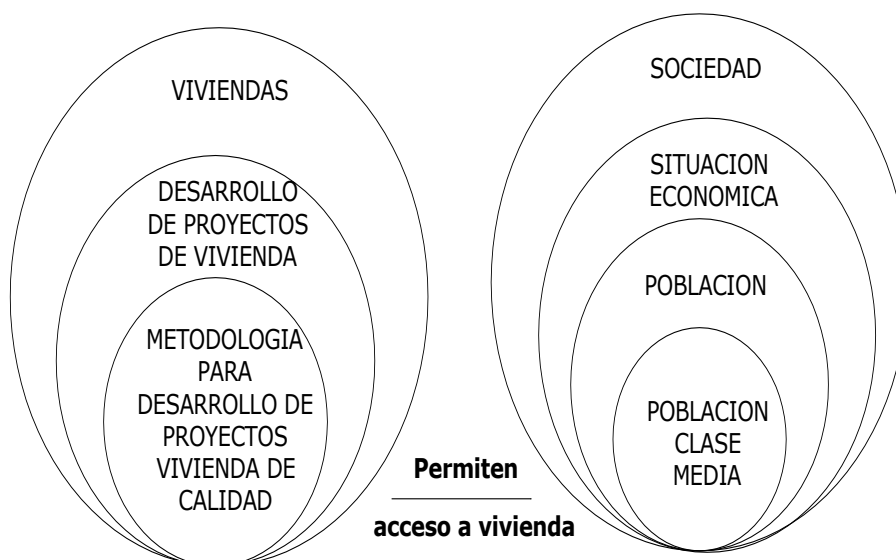 VIVIENDAS
DESARROLLO
DE PROYECTOS
DE VIVIENDA
METODOLOGIA
PARA
DESARROLLO DE
PROYECTOS
VIVIENDA DE
CALIDAD
Permiten
acceso a vivienda
SOCIEDAD
SITUACION
ECONOMICA
POBLACION
POBLACION
CLASE
MEDIA